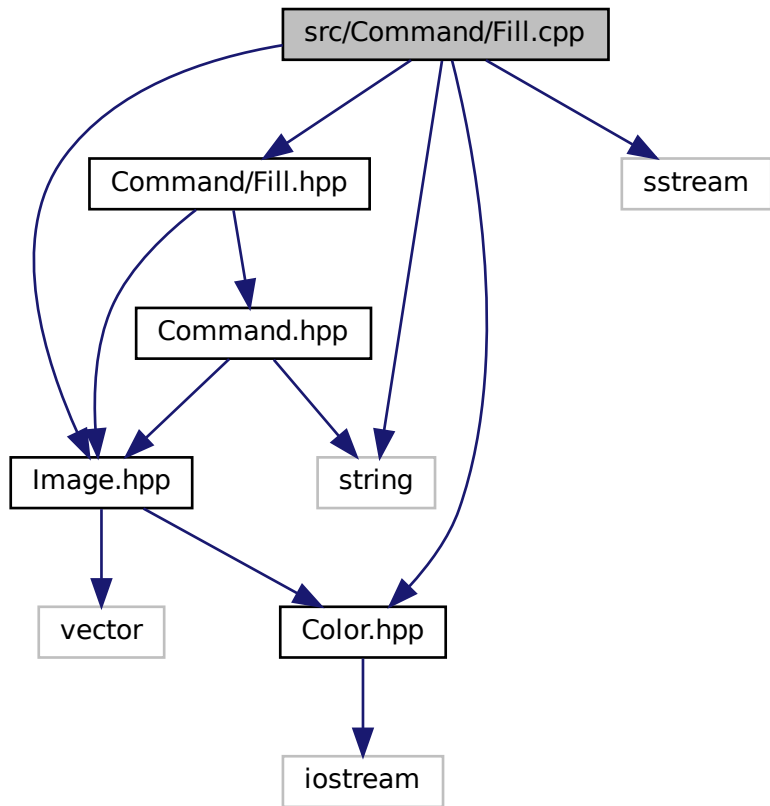 src/Command/Fill.cpp
Command/Fill.hpp
sstream
Command.hpp
Image.hpp
string
vector
Color.hpp
iostream